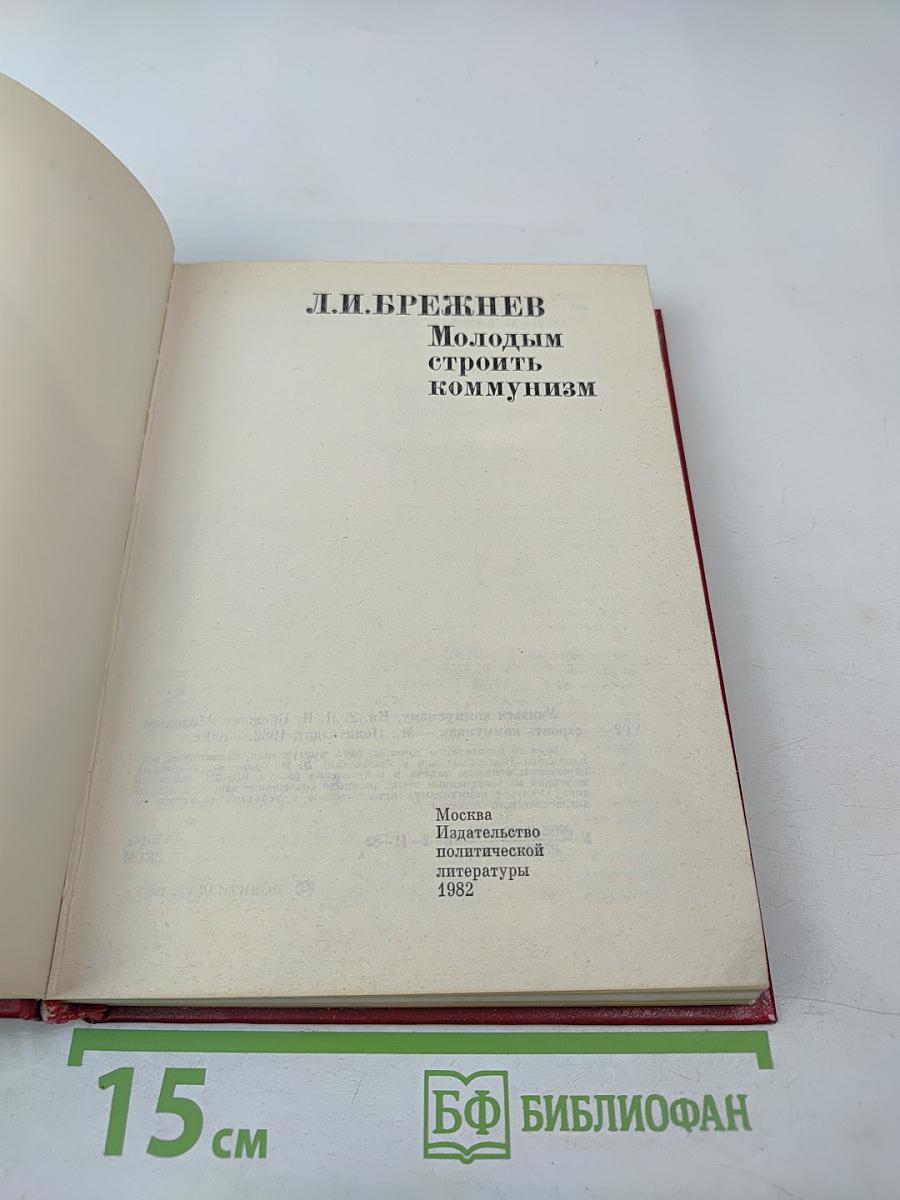 Л.И.БРЕЖНЕВ
Молодым
строить
коммунизм
Москва
Издательство
политической
литературы
1982
15 см
БФ БИБЛИОФАН